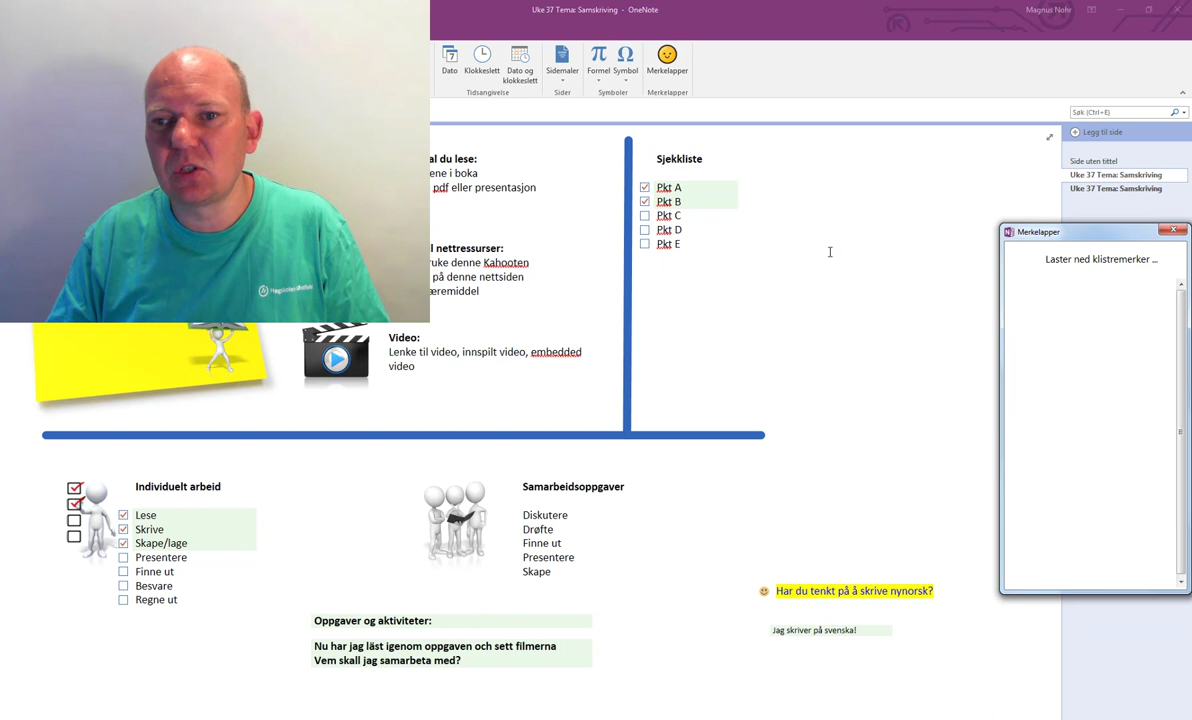 Uke 37 Tema: Samskriving - OneNote
Magnus Nohr
7
Dato
Klokkeslett
Dato og
klokkeslett
Sidemaler
π
Formel
Ω
Symbol
Merkelapper
Tidsangivelse
Sider
Symboler
Merkelapper
Søk (Ctrl+E)
Legg til side
Side uten tittel
Uke 37 Tema: Samskriving
Uke 37 Tema: Samskriving
al du lese:
ene i boka
pdf eller presentasjon
l nettressurser:
ruke denne Kahooten
på denne nettsiden
æremiddel
Video:
Lenke til video, innspilt video, embedded
video
Sjekkliste
Pkt A
Pkt B
Pkt C
Pkt D
Pkt E
Merkelapper
Laster ned klistremerker ...
Individuelt arbeid
Lese
Skrive
Skape/lage
Presentere
Finne ut
Besvare
Regne ut
Samarbeidsoppgaver
Diskutere
Drøfte
Finne ut
Presentere
Skape
Oppgaver og aktiviteter:
Nu har jag läst igenom oppgaven och sett filmerna
Vem skall jag samarbeta med?
Har du tenkt på å skrive nynorsk?
Jag skriver på svenska!